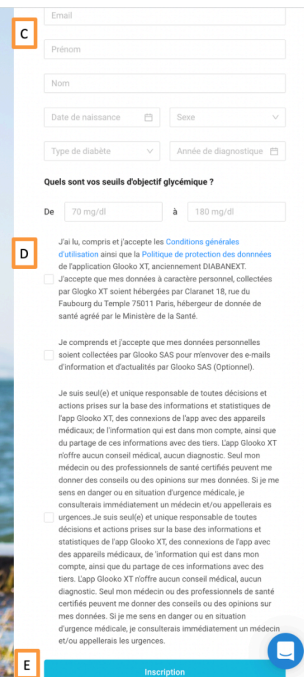 C
Email
Prénom
Nom
Date de naissance
Sexe
Type de diabète
Année de diagnostique
Quels sont vos seuils d'objectif glycémique ?
De
70 mg/dl
à
180 mg/dl
D
J'ai lu, compris et j'accepte les Conditions générales
d'utilisation ainsi que la Politique de protection des donnnées
de l'application Glooko XT, anciennement DIABANEXT.
J'accepte que mes données à caractère personnel, collectées
par Glogko XT soient hébergées par Claranet 18, rue du
Faubourg du Temple 75011 Paris, hébergeur de donnée de
santé agréé par le Ministère de la Santé.
Je comprends et j'accepte que mes données personnelles
soient collectées par Glooko SAS pour m'envoyer des e-mails
d'information et d'actualités par Glooko SAS (Optionnel).
Je suis seul(e) et unique responsable de toutes décisions et
actions prises sur la base des informations et statistiques de
l'app Glooko XT, des connexions de l'app avec des appareils
médicaux; de l'information qui est dans mon compte, ainsi que
du partage de ces informations avec des tiers. L'app Glooko XT
n'offre aucun conseil médical, aucun diagnostic. Seul mon
médecin ou des professionnels de santé certifiés peuvent me
donner des conseils ou des opinions sur mes données. Si je me
sens en danger ou en situation d'urgence médicale, je
consulterais immédiatement un médecin et/ou appellerais es
urgences.Je suis seul(e) et unique responsable de toutes
décisions et actions prises sur la base des informations et
statistiques de l'app Glooko XT, des connexions de l'app avec
des appareils médicaux, de 'information qui est dans mon
compte, ainsi que du partage de ces informations avec des
tiers. L'app Glooko XT n'offre aucun conseil médical, aucun
diagnostic. Seul mon médecin ou des professionnels de santé
certifiés peuvent me donner des conseils ou des opinions sur
mes données. Si je me sens en danger ou en situation
d'urgence médicale, je consulterais immédiatement un médecin
et/ou appellerais les urgences.
E
Inscription